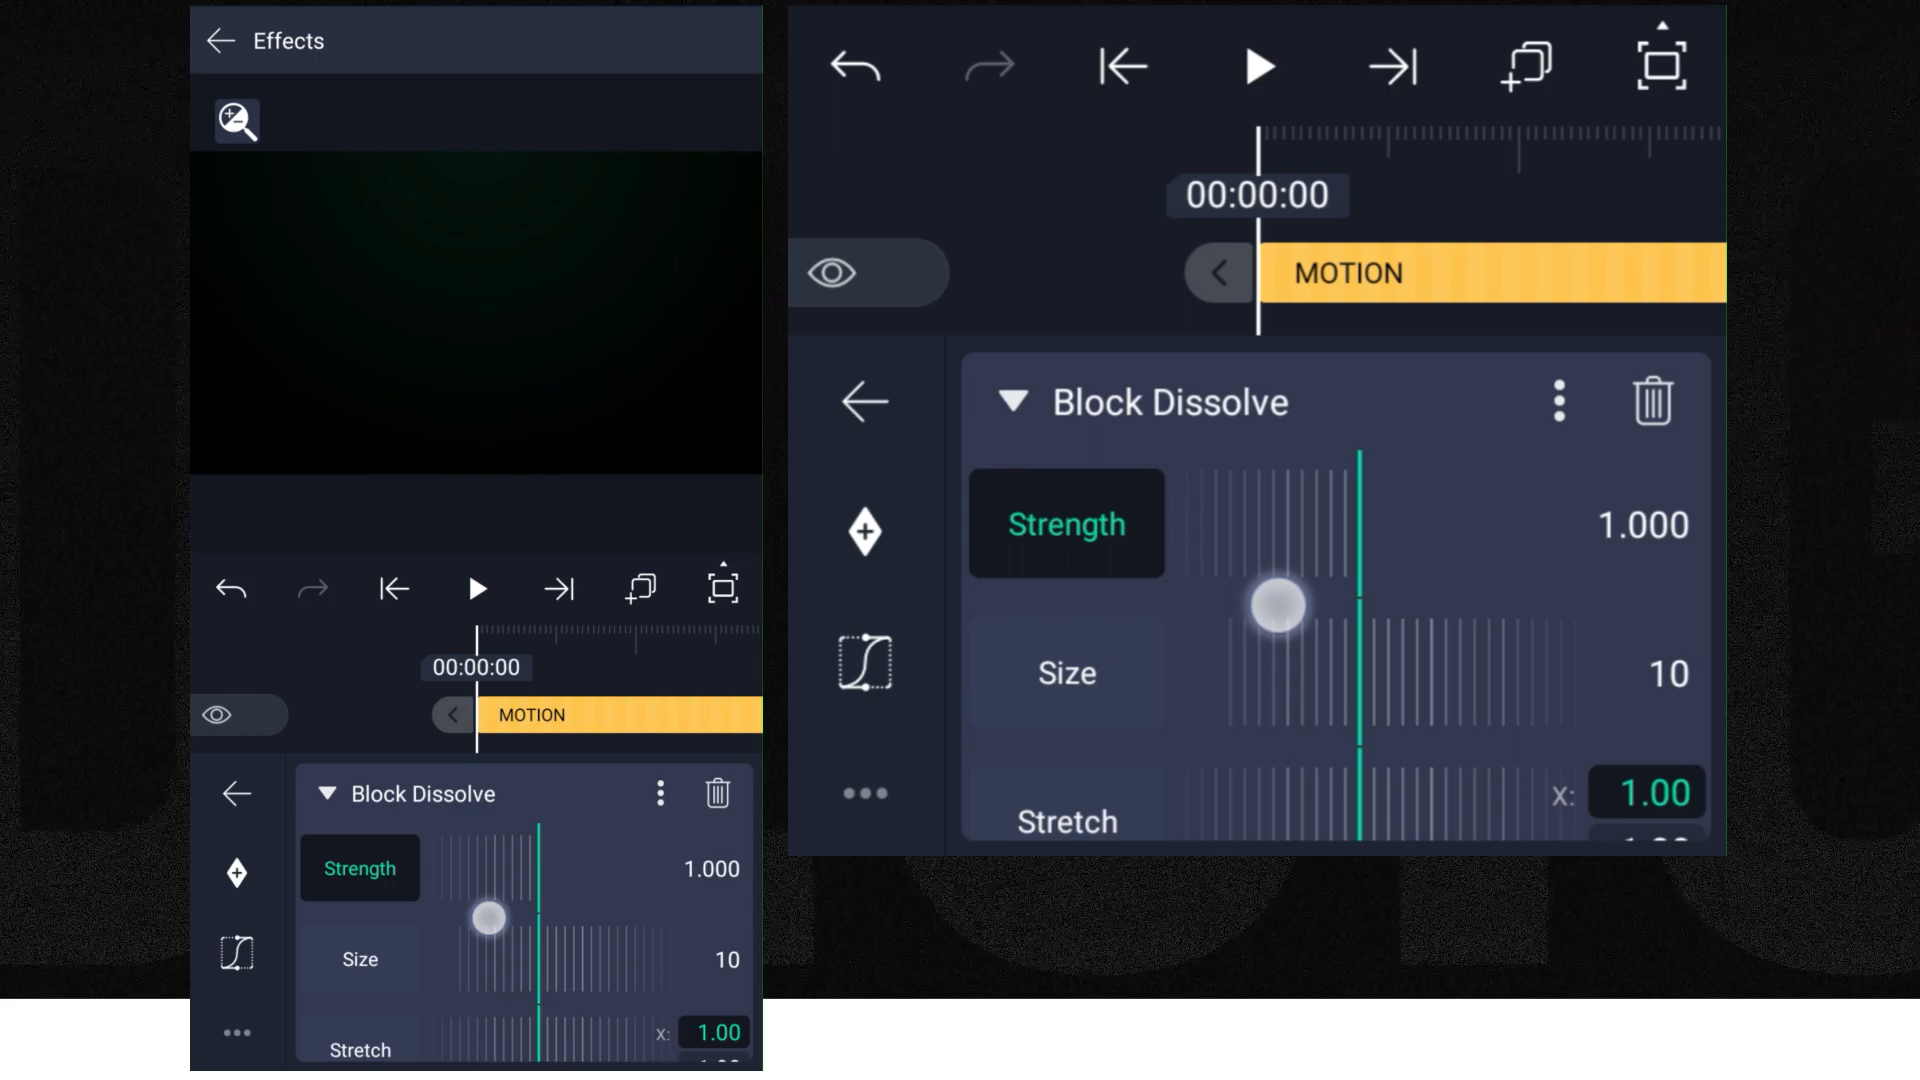 Effects
00:00:00
MOTION
Block Dissolve
Strength
1.000
Size
10
Stretch
X:
1.00
00:00:00
MOTION
Block Dissolve
Strength
1.000
Size
10
Stretch
X:
1.00